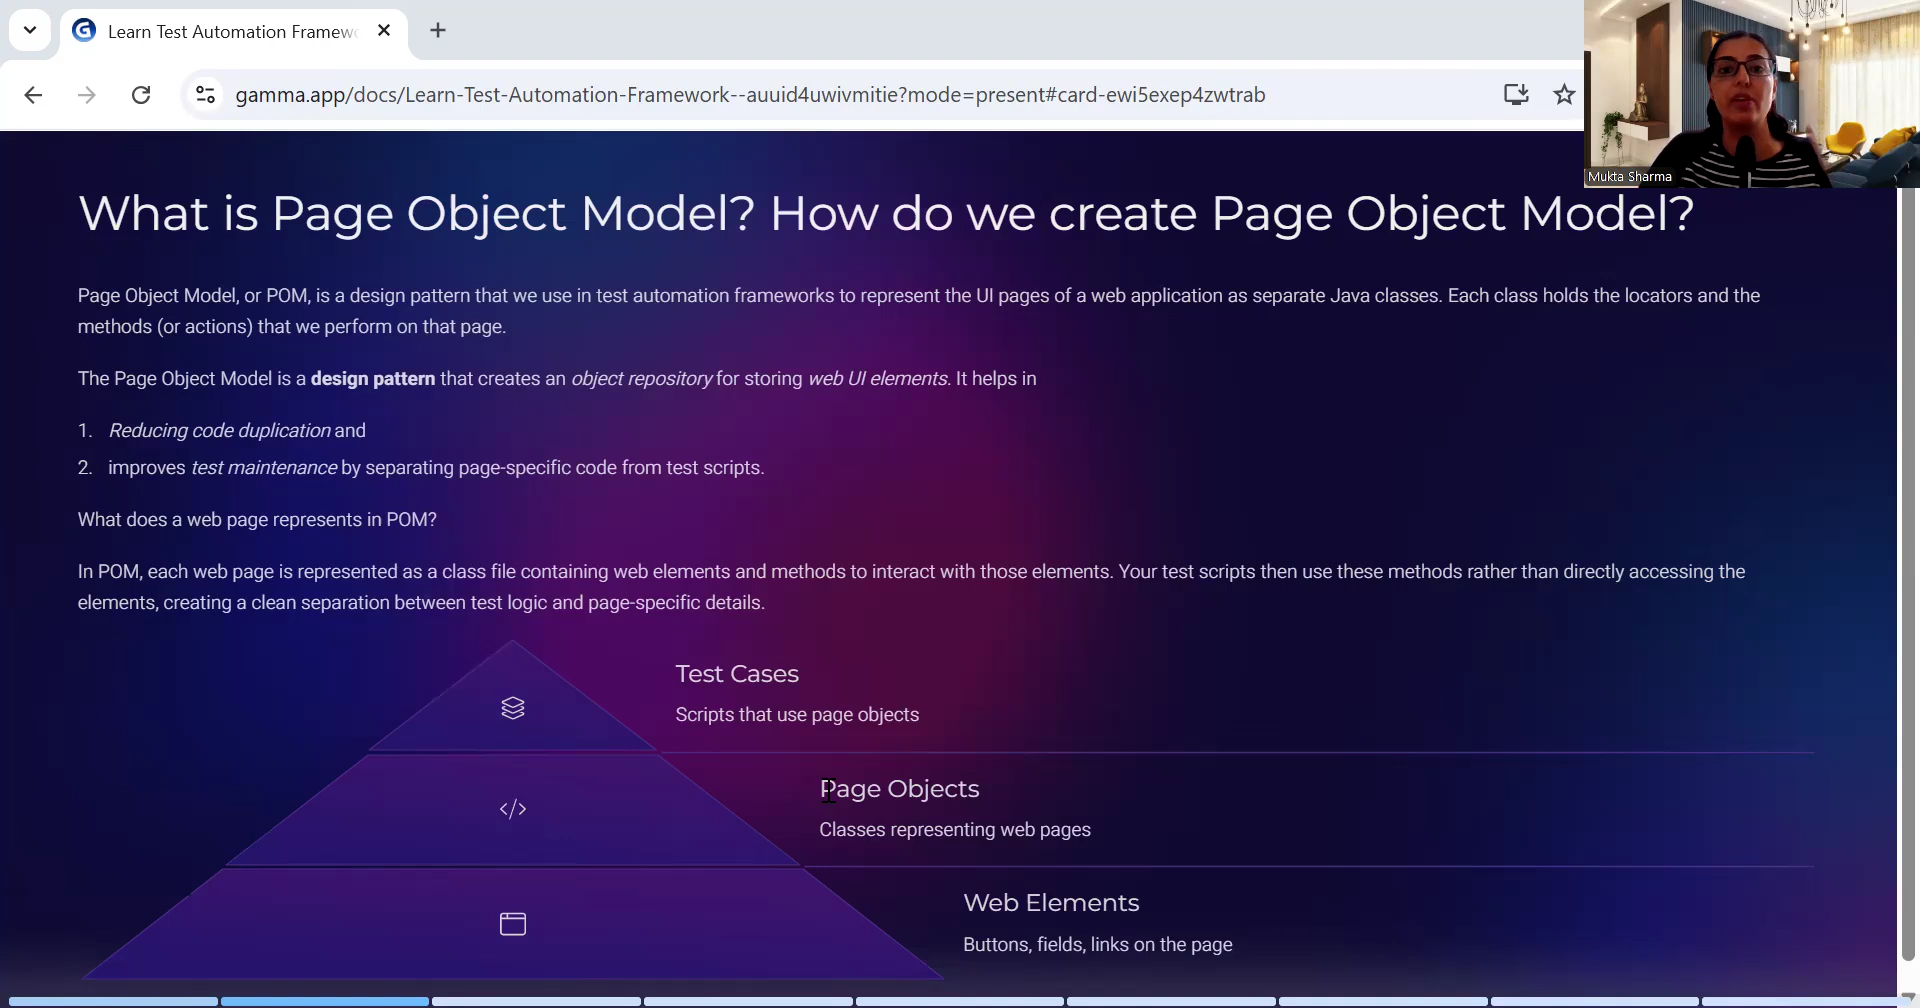 Learn Test Automation Framew
gamma.app/docs/Learn-Test-Automation-Framework--auuid4uwivmitie?mode=present#card-ewi5exep4zwtrab
Mukta Sharma
What is Page Object Model? How do we create Page Object Model?
Page Object Model, or POM, is a design pattern that we use in test automation frameworks to represent the UI pages of a web application as separate Java classes. Each class holds the locators and the
methods (or actions) that we perform on that page.
The Page Object Model is a design pattern that creates an object repository for storing web UI elements. It helps in
1. Reducing code duplication and
2. improves test maintenance by separating page-specific code from test scripts.
What does a web page represents in POM?
In POM, each web page is represented as a class file containing web elements and methods to interact with those elements. Your test scripts then use these methods rather than directly accessing the
elements, creating a clean separation between test logic and page-specific details.
Test Cases
Scripts that use page objects
Page Objects
Classes representing web pages
Web Elements
Buttons, fields, links on the page